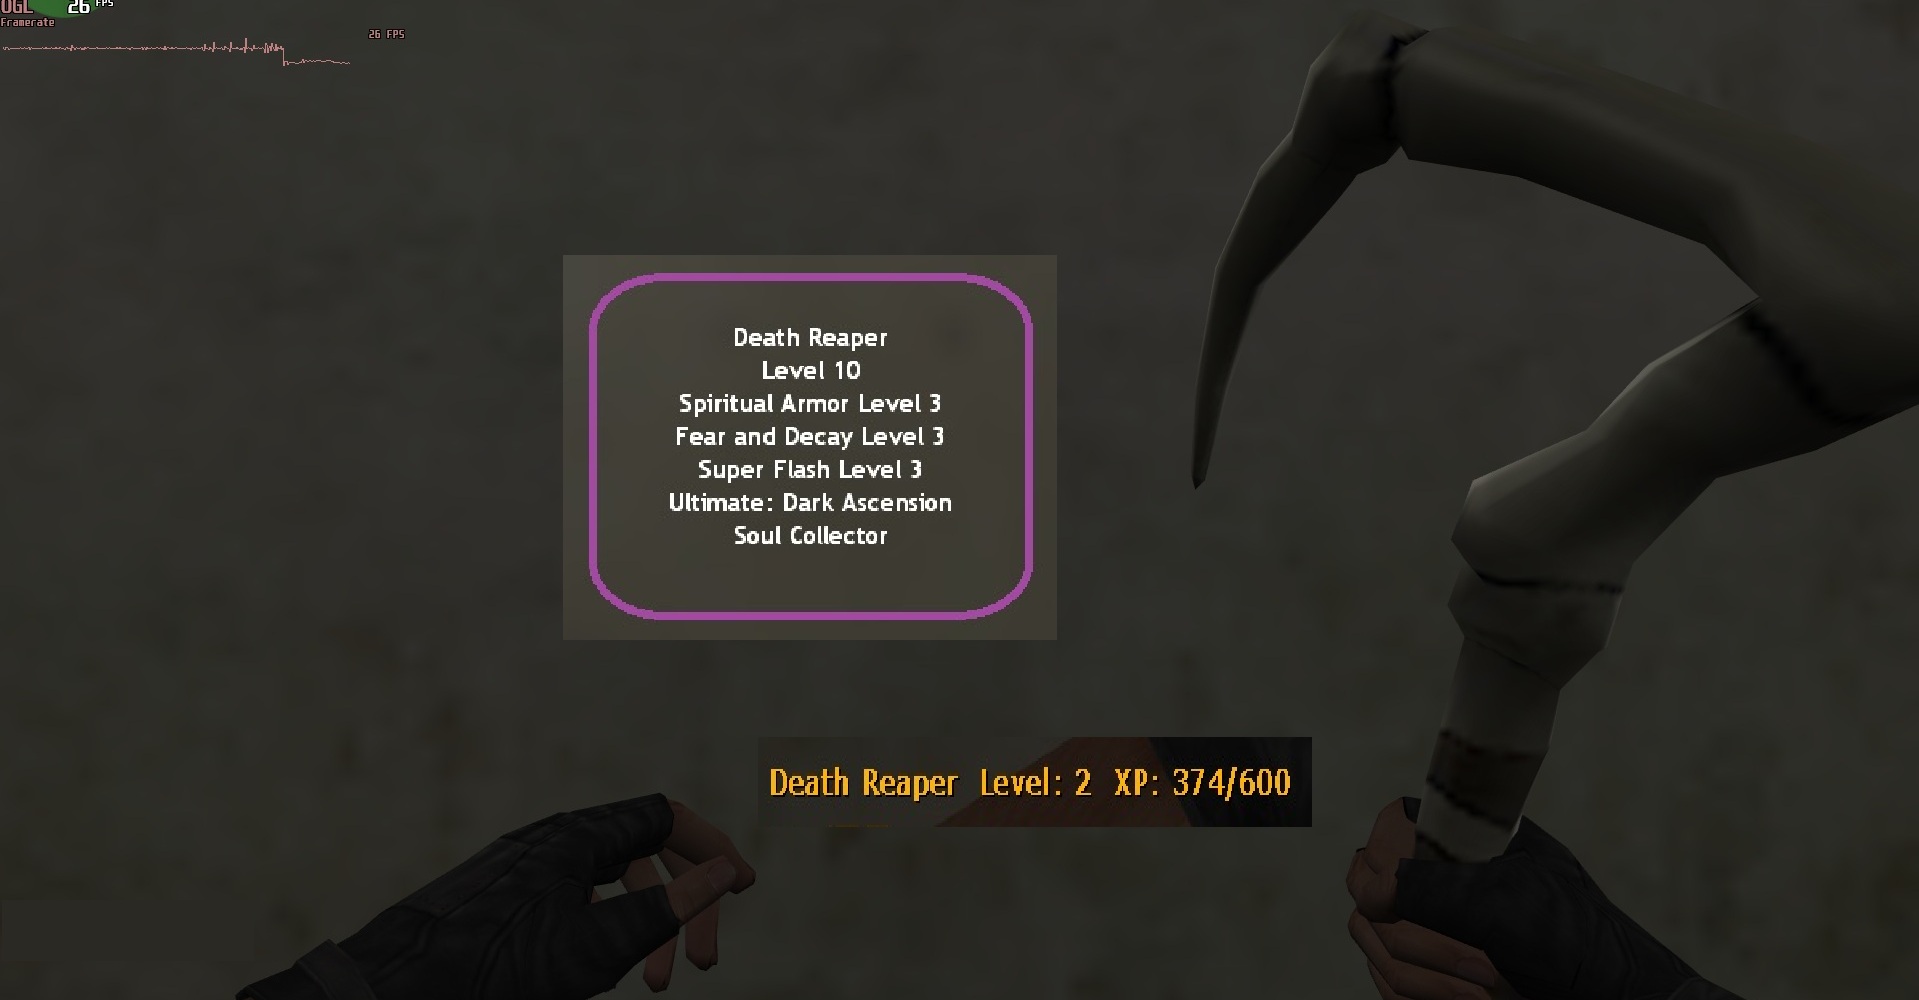 OGL 26 FPS
Framerate
26 FPS
Death Reaper
Level 10
Spiritual Armor Level 3
Fear and Decay Level 3
Super Flash Level 3
Ultimate: Dark Ascension
Soul Collector
Death Reaper Level: 2 XP: 374/600